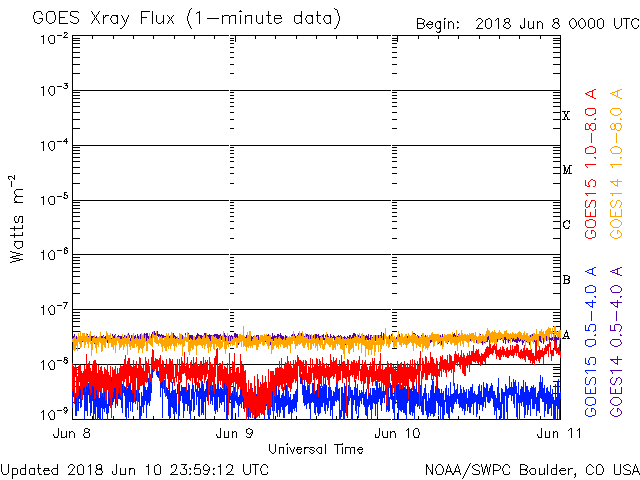 GOES Xray Flux (1-minute data)
Begin: 2018 Jun 8 0000 UTC
10⁻²
10⁻³
10⁻⁴
10⁻⁵
10⁻⁶
10⁻⁷
10⁻⁸
10⁻⁹
Watts m⁻²
X
M
C
B
A
GOES15 1.0-8.0 A
GOES14 1.0-8.0 A
GOES15 0.5-4.0 A
GOES14 0.5-4.0 A
Jun 8
Jun 9
Jun 10
Jun 11
Universal Time
Updated 2018 Jun 10 23:59:12 UTC
NOAA/SWPC Boulder, CO USA